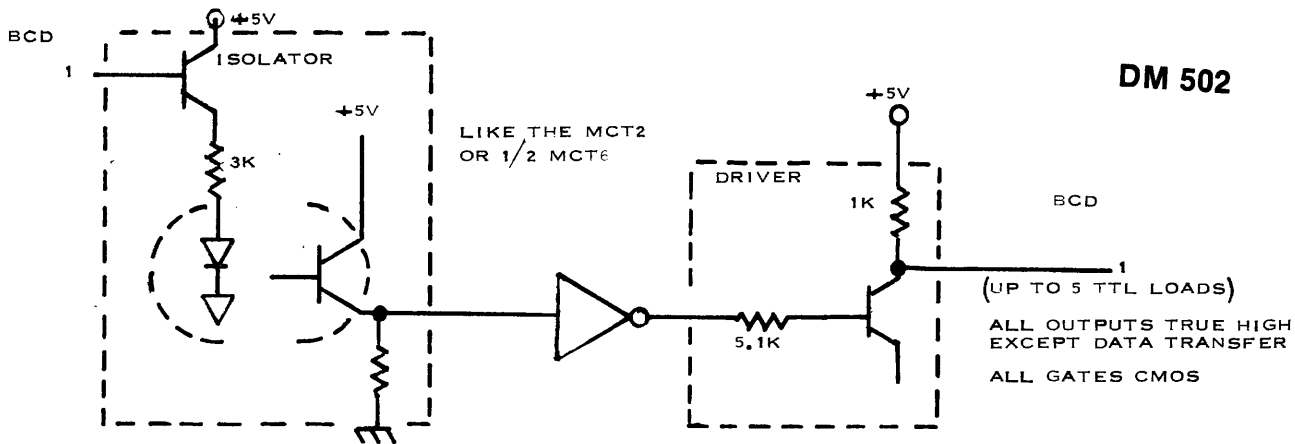 BCD
1
+5V
ISOLATOR
3K
+5V
LIKE THE MCT2
OR 1/2 MCT6
DM 502
+5V
DRIVER
1K
5.1K
BCD
1
(UP TO 5 TTL LOADS)
ALL OUTPUTS TRUE HIGH
EXCEPT DATA TRANSFER
ALL GATES CMOS